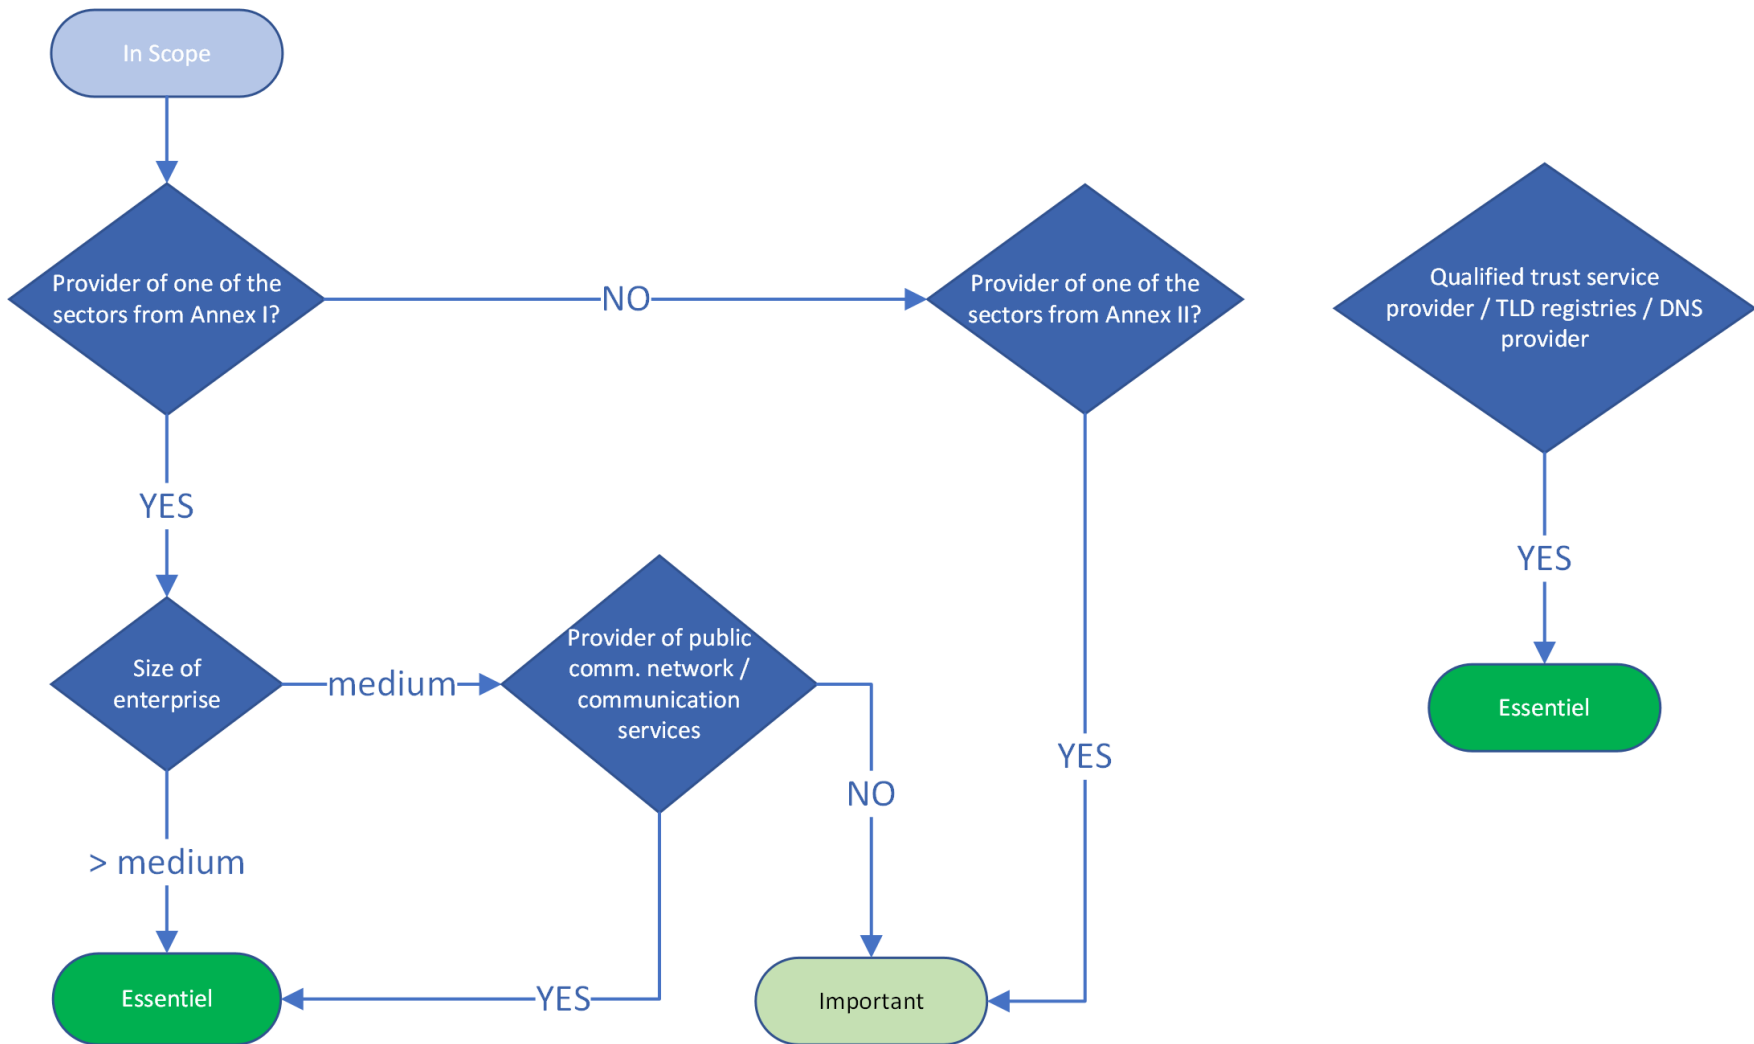 In Scope
Provider of one of the
sectors from Annex I?
NO
Provider of one of the
sectors from Annex II?
Qualified trust service
provider / TLD registries / DNS
provider
YES
Size of
enterprise
medium
Provider of public
comm. network /
communication
services
NO
YES
YES
Essentiel
> medium
Essentiel
YES
Important